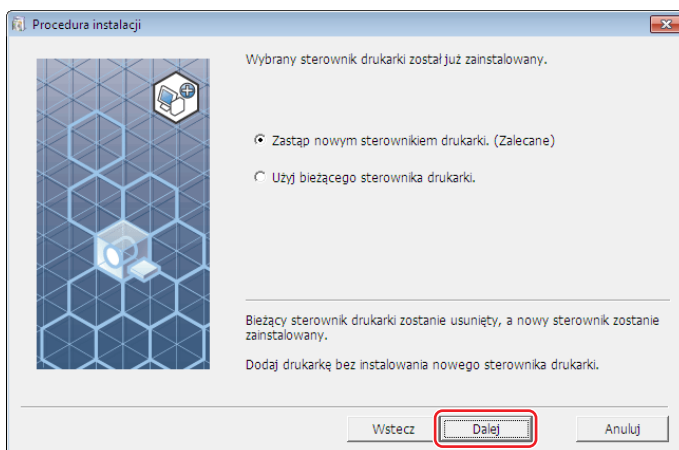 Procedura instalacji
Wybrany sterownik drukarki został już zainstalowany.
Zastąp nowym sterownikiem drukarki. (Zalecane)
Użyj bieżącego sterownika drukarki.
Bieżący sterownik drukarki zostanie usunięty, a nowy sterownik zostanie
zainstalowany.
Dodaj drukarkę bez instalowania nowego sterownika drukarki.
Wstecz
Dalej
Anuluj